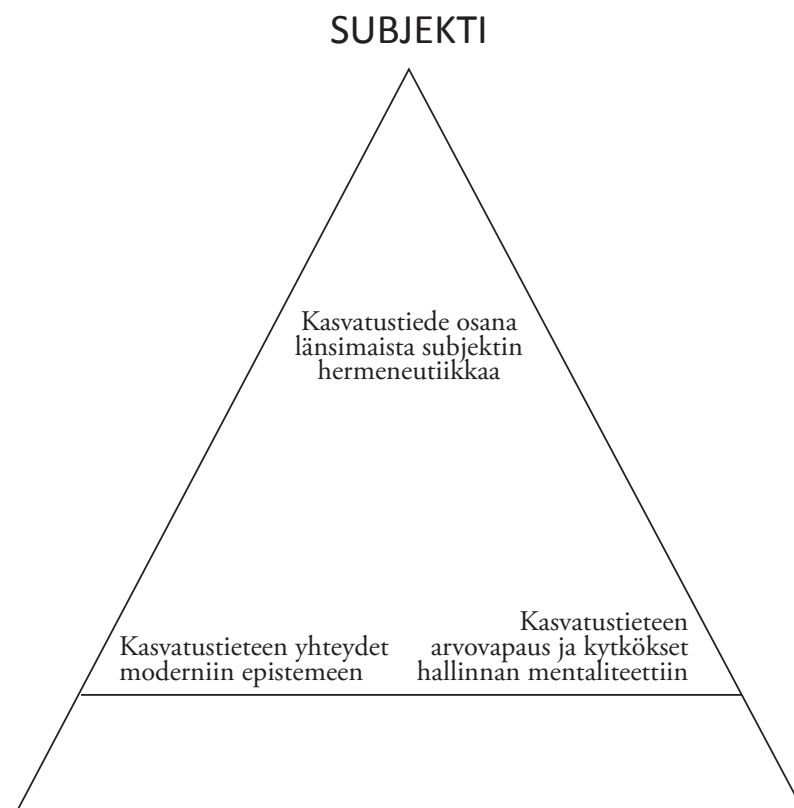 SUBJEKTI
Kasvatustiede osana
länsimaista subjektin
hermeneutiikkaa
Kasvatustieteen yhteydet
moderniin epistemeen
Kasvatustieteen
arvovapaus ja kytkökset
hallinnan mentaliteettiin